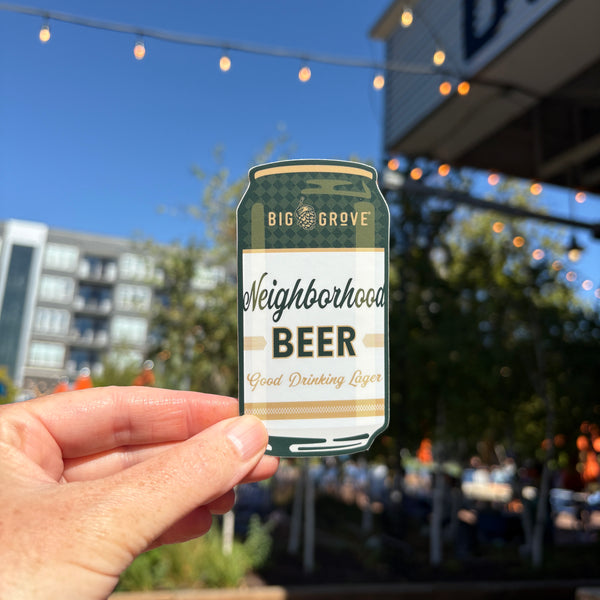 BIG GROVE
Neighborhood
BEER
Good Drinking Lager